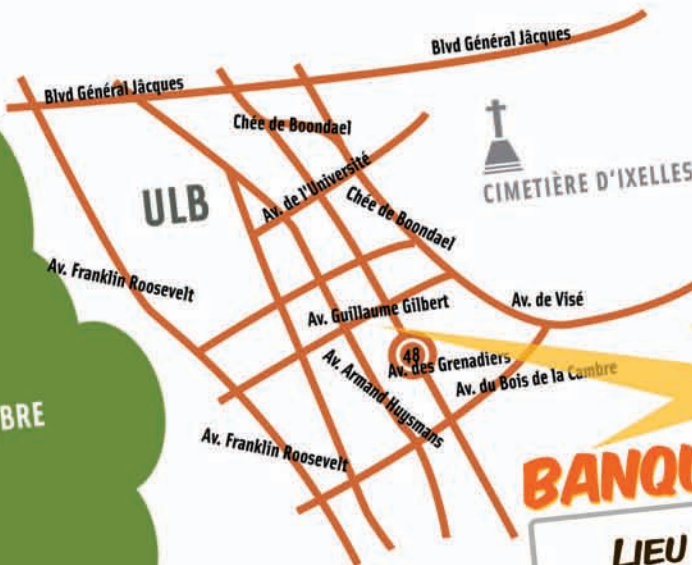 Blvd Général Jâcques
Blvd Général Jâcques
Chée de Boondael
CIMETIÈRE D'IXELLES
Av. de l'Université
ULB
Chée de Boondael
Av. Franklin Roosevelt
Av. de Visé
Av. Guillaume Gilbert
48
Av. des Grenadiers
Av. du Bois de la Cambre
Av. Armand Huysmans
BRE
Av. Franklin Roosevelt
BANQU
LIEU